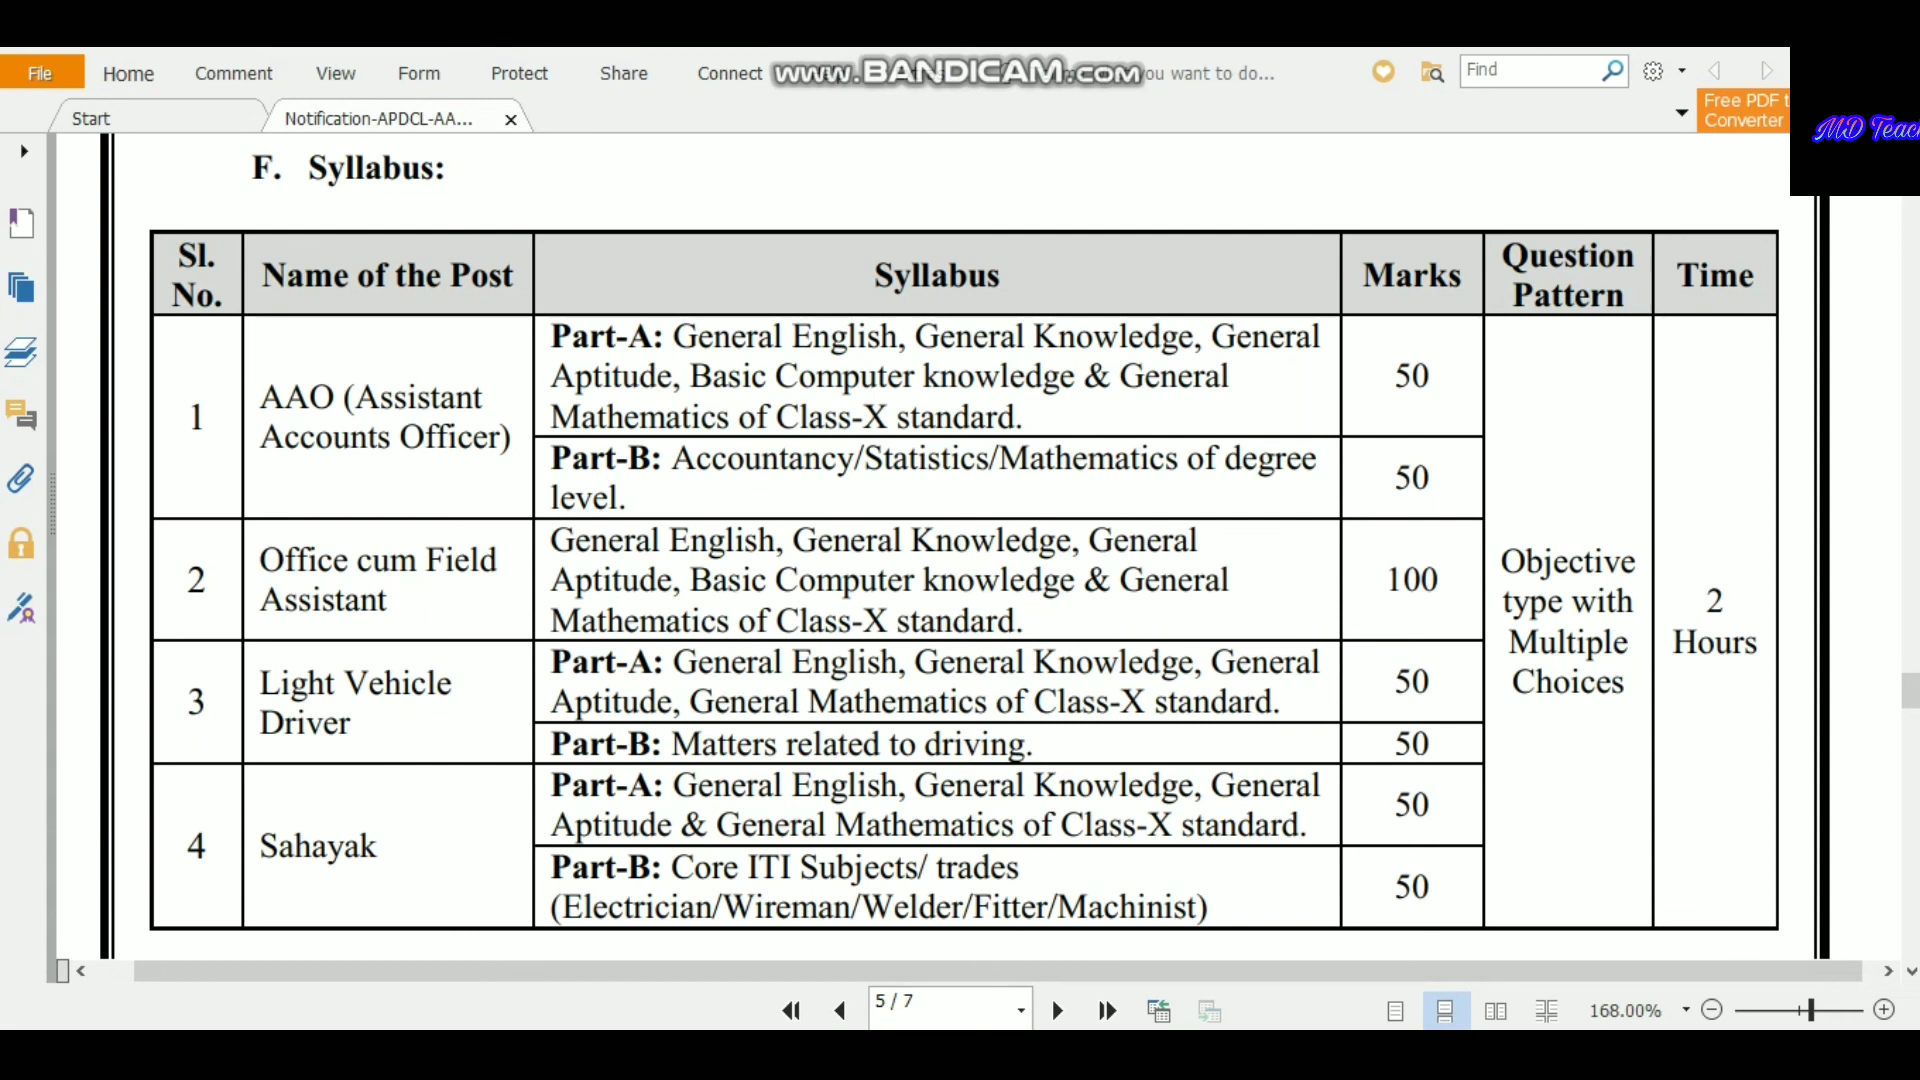 File
Home
Comment
View
Form
Protect
Share
Connect
www.BANDICAM.com
you want to do...
Find
Start
Notification-APDCL-AA...
Free PDF t
Converter
MD Teach
F. Syllabus:
Sl. No.
Name of the Post
Syllabus
Marks
Question Pattern
Time
1
AAO (Assistant
Accounts Officer)
Part-A: General English, General Knowledge, General
Aptitude, Basic Computer knowledge & General
Mathematics of Class-X standard.
50
Part-B: Accountancy/Statistics/Mathematics of degree
level.
50
2
Office cum Field
Assistant
General English, General Knowledge, General
Aptitude, Basic Computer knowledge & General
Mathematics of Class-X standard.
100
3
Light Vehicle
Driver
Part-A: General English, General Knowledge, General
Aptitude, General Mathematics of Class-X standard.
50
Part-B: Matters related to driving.
50
4
Sahayak
Part-A: General English, General Knowledge, General
Aptitude & General Mathematics of Class-X standard.
50
Part-B: Core ITI Subjects/ trades
(Electrician/Wireman/Welder/Fitter/Machinist)
50
Objective
type with
Multiple
Choices
2
Hours
5 / 7
168.00%